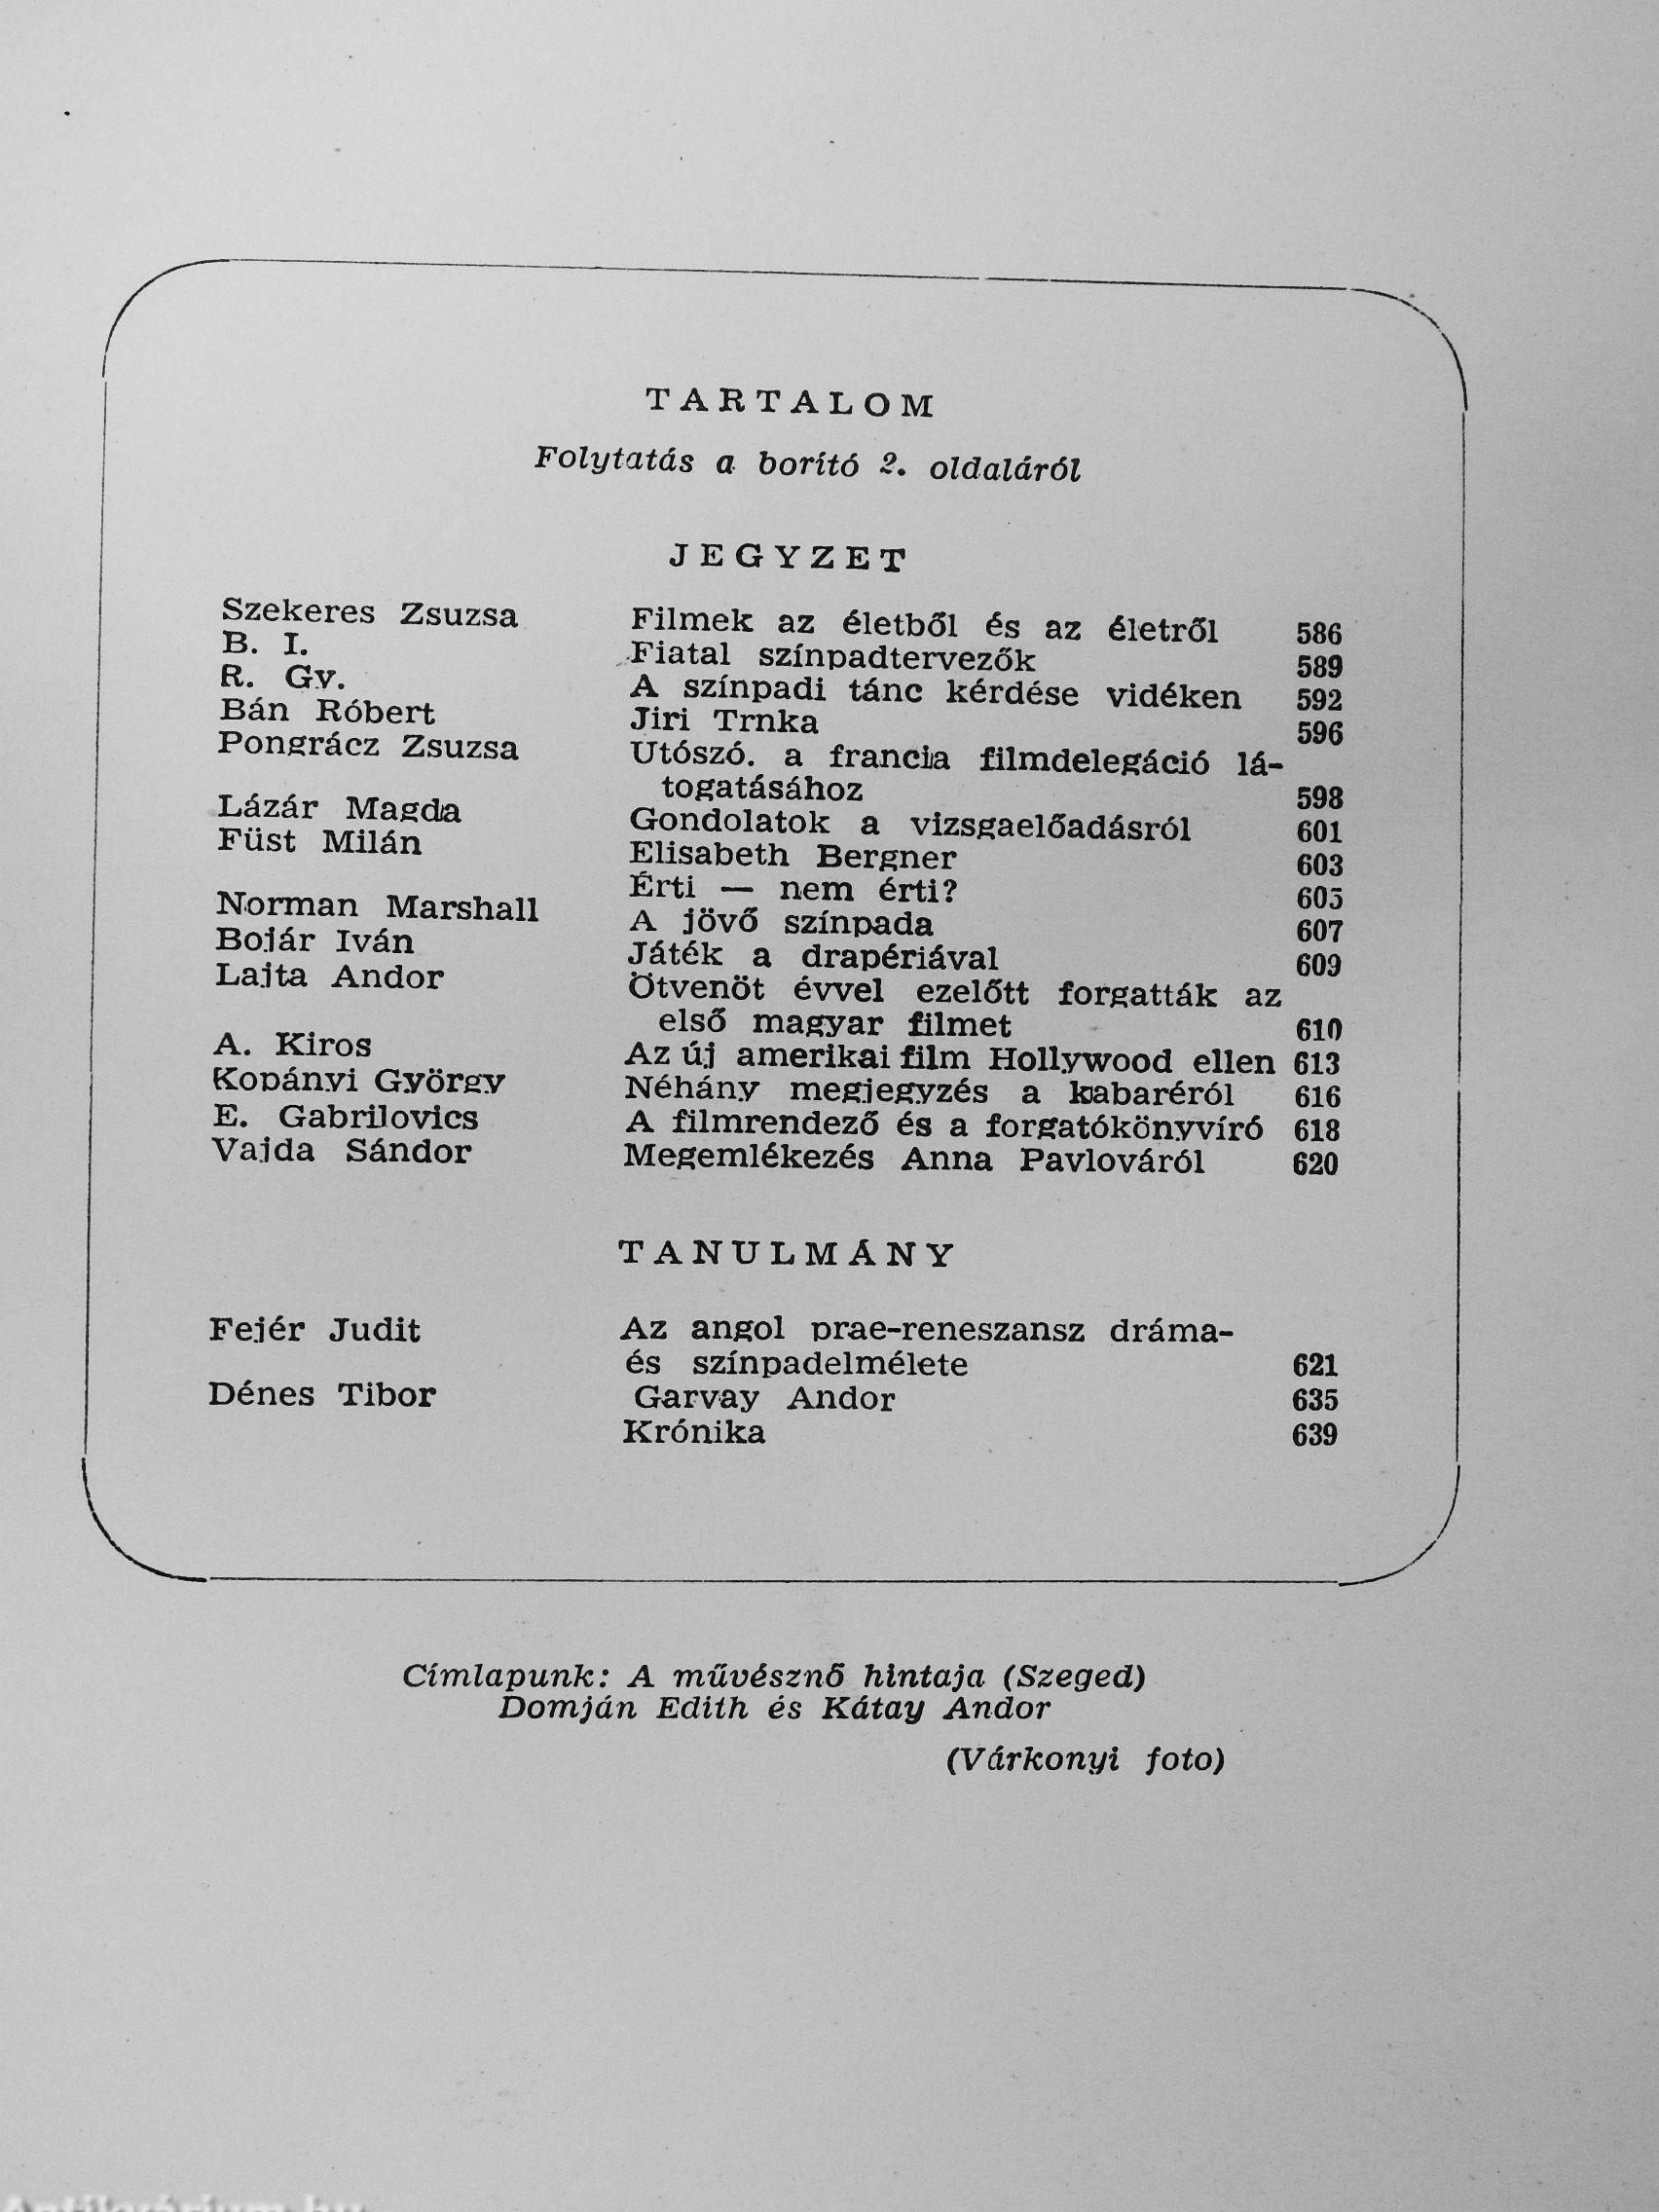 TARTALOM
Folytatás a borító 2. oldaláról
JEGYZET
Szekeres Zsuzsa Filmek az életből és az életről 586
B. I. Fiatal színpadtervezők 589
R. Gy. A színpadi tánc kérdése vidéken 592
Bán Róbert Jiri Trnka 596
Pongrácz Zsuzsa Utószó. a francia filmdelegáció lá-
togatásához 598
Lázár Magda Gondolatok a vizsgaelőadásról 601
Füst Milán Elisabeth Bergner 603
Érti — nem érti? 605
Norman Marshall A jövő színpada 607
Bojár Iván Játék a drapériával 609
Lajta Andor Ötvenöt évvel ezelőtt forgatták az
első magyar filmet 610
A. Kiros Az új amerikai film Hollywood ellen 613
Kopányi György Néhány megjegyzés a kabaréról 616
E. Gabrilovics A filmrendező és a forgatókönyvíró 618
Vajda Sándor Megemlékezés Anna Pavlováról 620
TANULMÁNY
Fejér Judit Az angol prae-reneszansz dráma-
és színpadelmélete 621
Dénes Tibor Garvay Andor 635
Krónika 639
Címlapunk: A művésznő hintaja (Szeged)
Domján Edith és Kátay Andor
(Várkonyi foto)
Antikvárium.hu